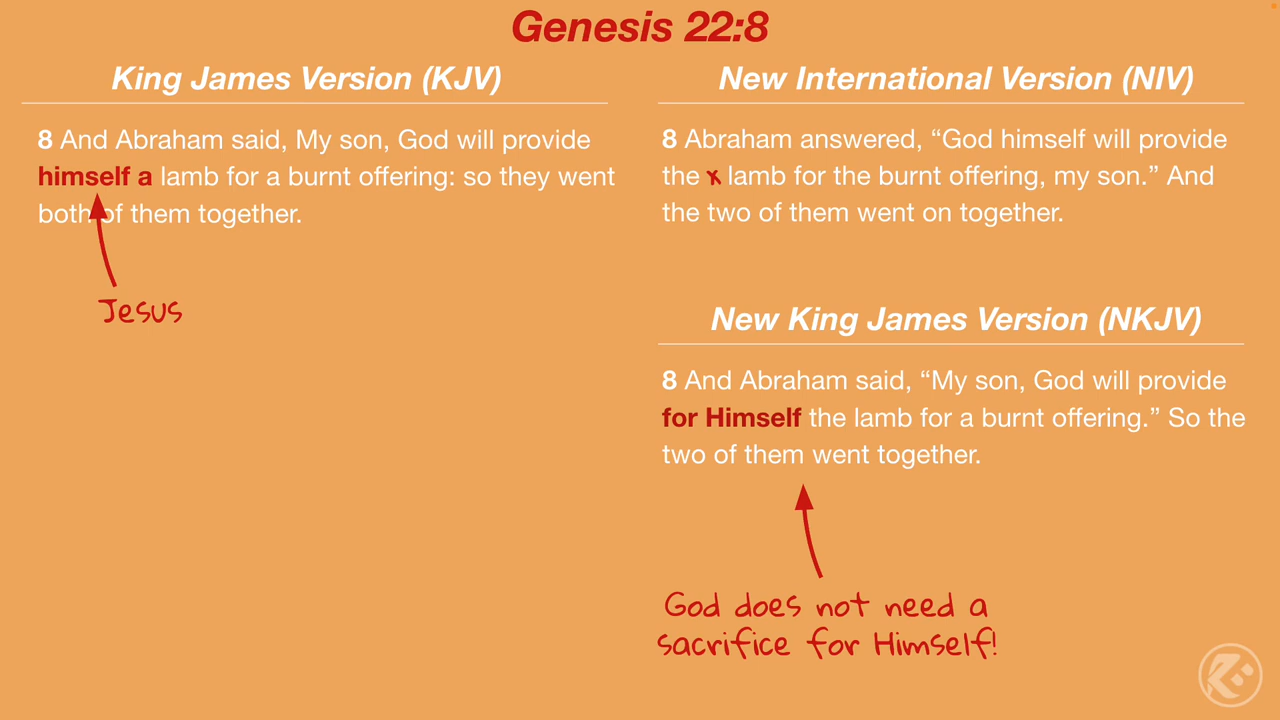 Genesis 22:8
King James Version (KJV)
8 And Abraham said, My son, God will provide
himself a lamb for a burnt offering: so they went
both of them together.
Jesus
New International Version (NIV)
8 Abraham answered, “God himself will provide
the x lamb for the burnt offering, my son.” And
the two of them went on together.
New King James Version (NKJV)
8 And Abraham said, “My son, God will provide
for Himself the lamb for a burnt offering.” So the
two of them went together.
God does not need a
sacrifice for Himself!